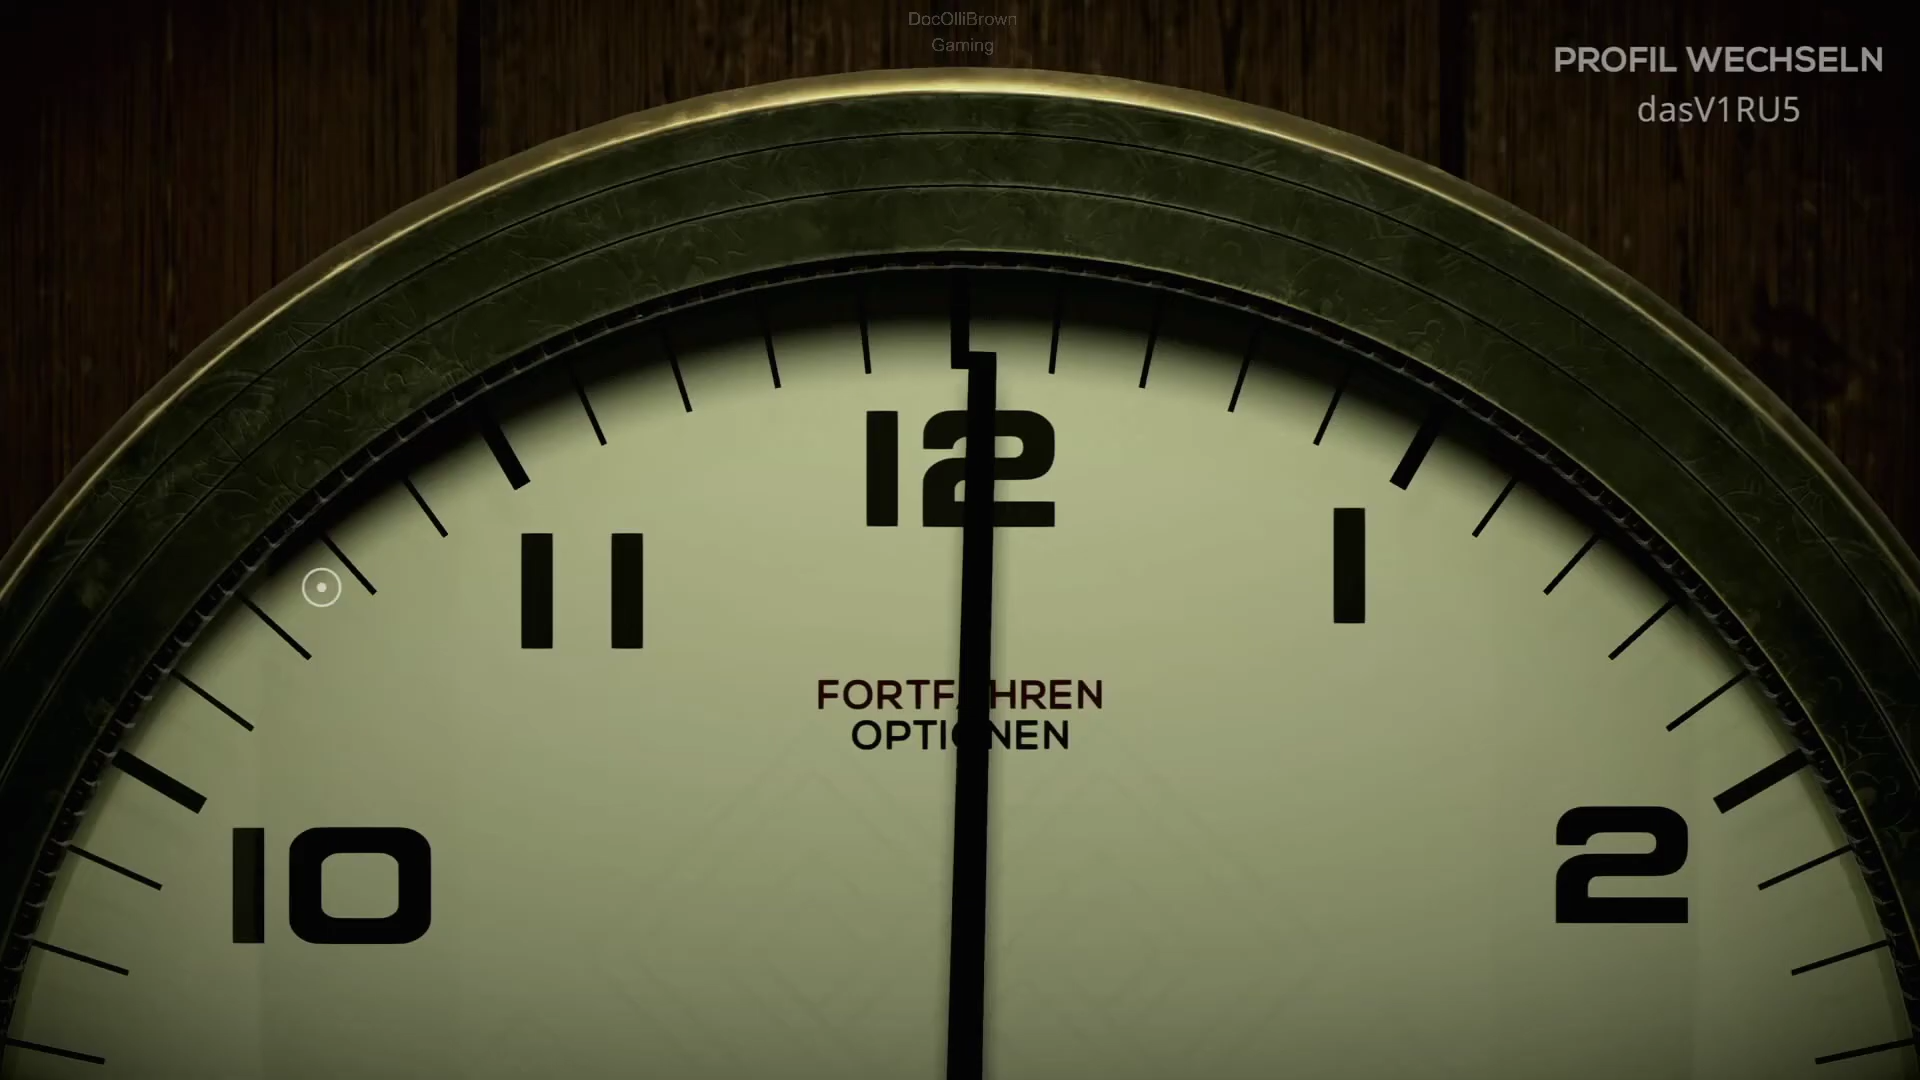 DocOlliBrown
Gaming
PROFIL WECHSELN
dasV1RU5
12
11
1
FORTFAHREN
OPTIONEN
10
2